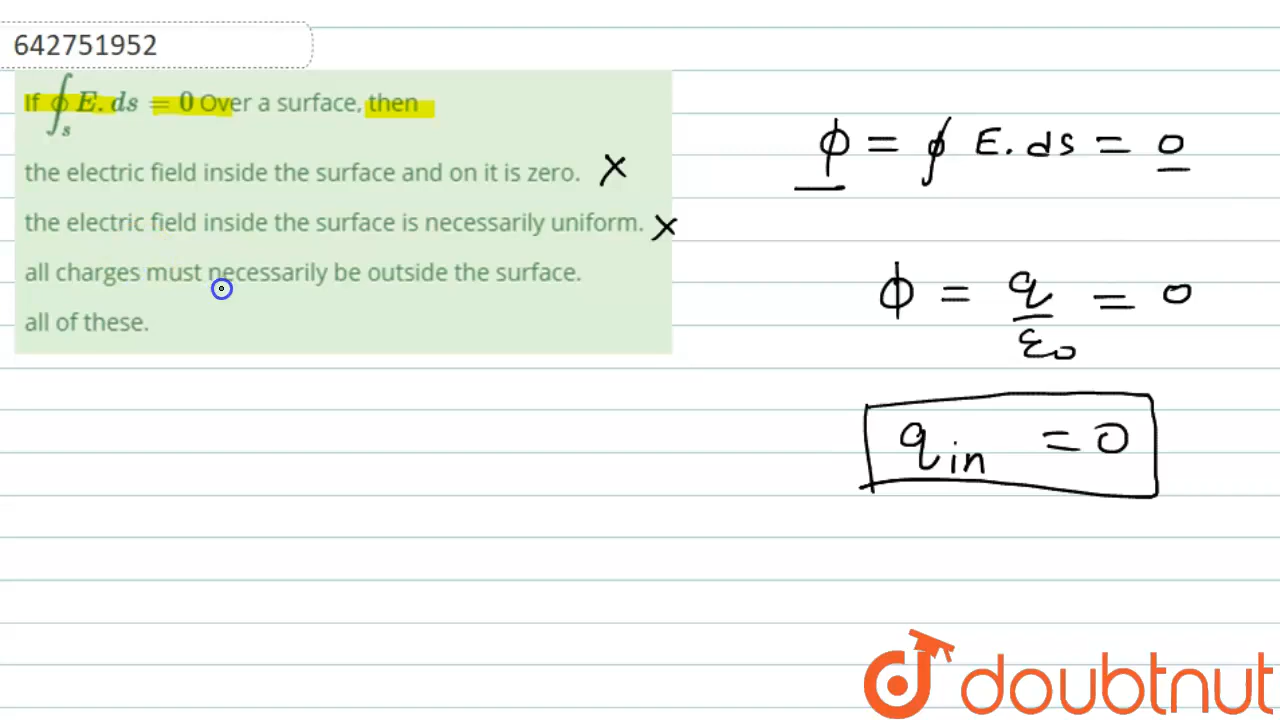 642751952
If ∮ₛ E. ds = 0 Over a surface, then
the electric field inside the surface and on it is zero. X
the electric field inside the surface is necessarily uniform. X
all charges must necessarily be outside the surface.
all of these.
ϕ = ∮ E. ds = 0
ϕ = q/ε₀ = 0
q in = 0
doubtnut